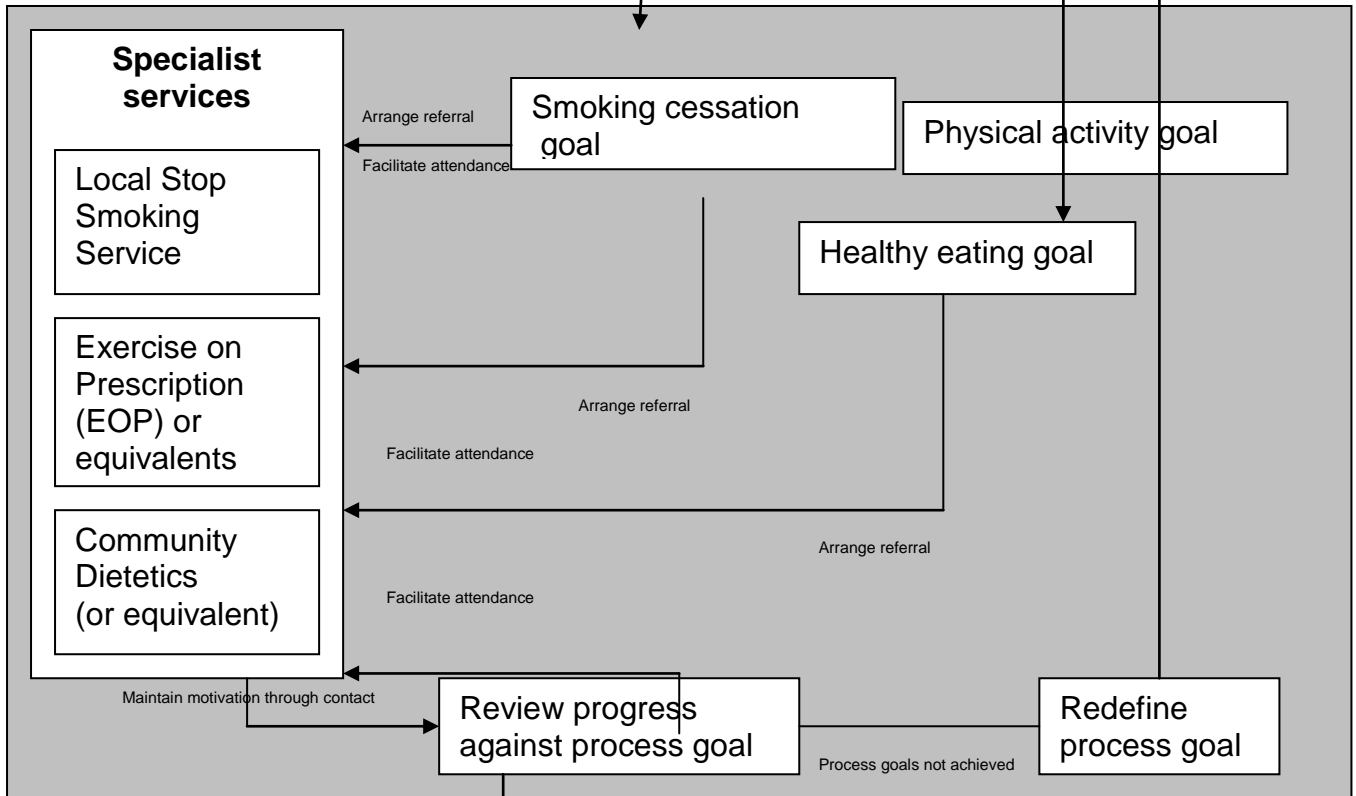 Specialist
services
Local Stop
Smoking
Service
Exercise on
Prescription
(EOP) or
equivalents
Community
Dietetics
(or equivalent)
Arrange referral
Facilitate attendance
Smoking cessation
goal
Physical activity goal
Healthy eating goal
Arrange referral
Facilitate attendance
Arrange referral
Facilitate attendance
Maintain motivation through contact
Review progress
against process goal
Process goals not achieved
Redefine
process goal